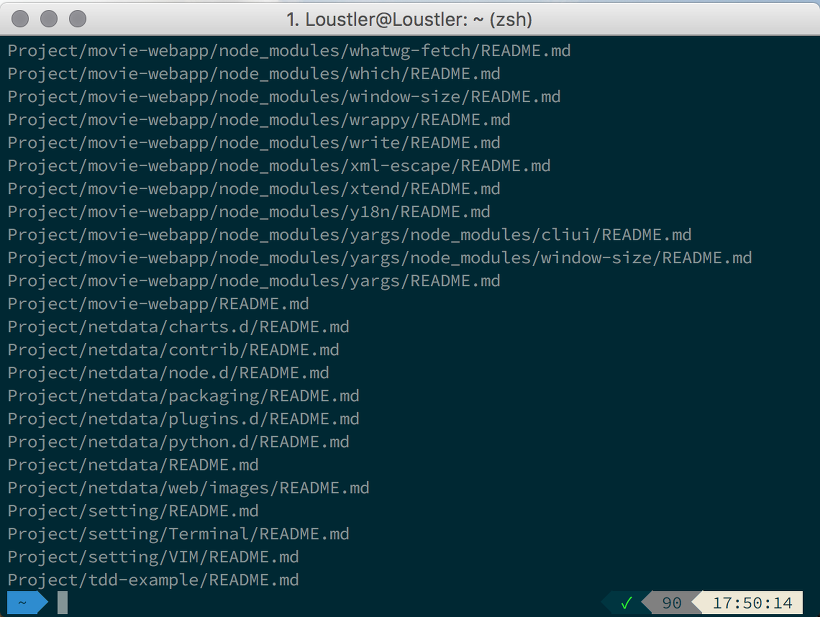 1. Loustler@Loustler: ~ (zsh)
Project/movie-webapp/node_modules/whatwg-fetch/README.md
Project/movie-webapp/node_modules/which/README.md
Project/movie-webapp/node_modules/window-size/README.md
Project/movie-webapp/node_modules/wrappy/README.md
Project/movie-webapp/node_modules/write/README.md
Project/movie-webapp/node_modules/xml-escape/README.md
Project/movie-webapp/node_modules/xtend/README.md
Project/movie-webapp/node_modules/y18n/README.md
Project/movie-webapp/node_modules/yargs/node_modules/cliui/README.md
Project/movie-webapp/node_modules/yargs/node_modules/window-size/README.md
Project/movie-webapp/node_modules/yargs/README.md
Project/movie-webapp/README.md
Project/netdata/charts.d/README.md
Project/netdata/contrib/README.md
Project/netdata/node.d/README.md
Project/netdata/packaging/README.md
Project/netdata/plugins.d/README.md
Project/netdata/python.d/README.md
Project/netdata/README.md
Project/netdata/web/images/README.md
Project/setting/README.md
Project/setting/Terminal/README.md
Project/setting/VIM/README.md
Project/tdd-example/README.md
~ ✓ 90 17:50:14